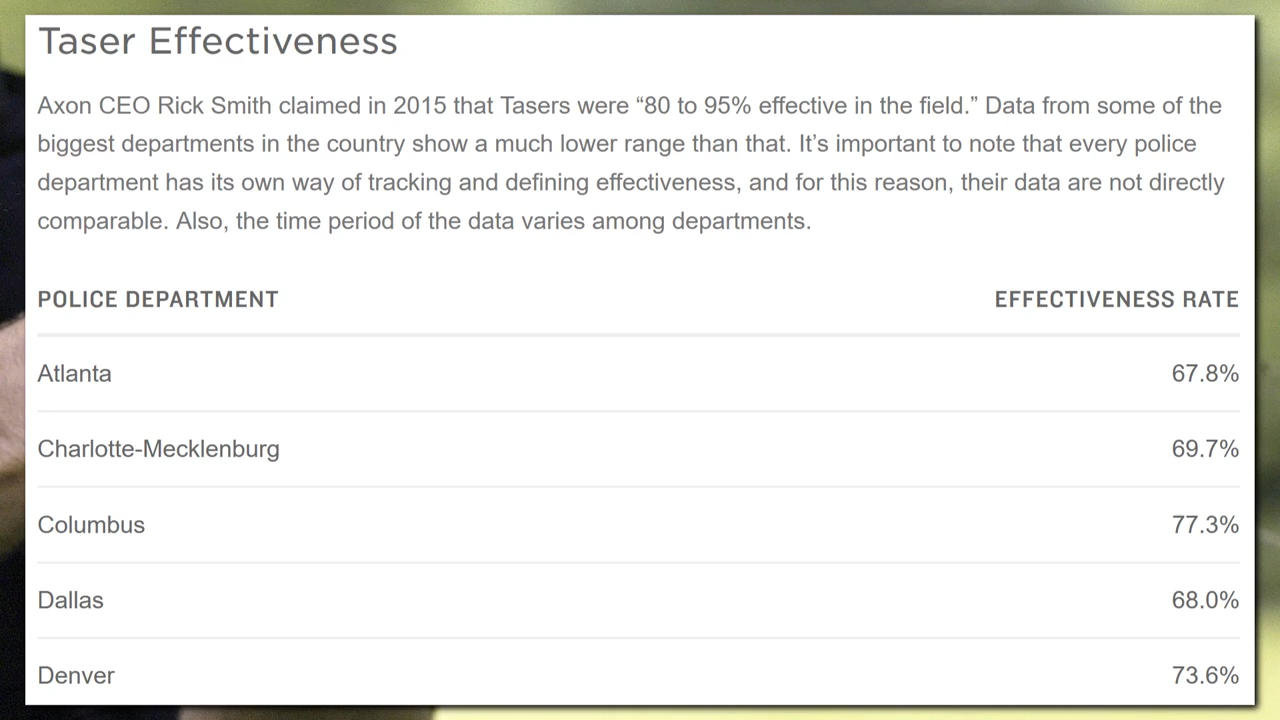 Taser Effectiveness
Axon CEO Rick Smith claimed in 2015 that Tasers were “80 to 95% effective in the field.” Data from some of the
biggest departments in the country show a much lower range than that. It’s important to note that every police
department has its own way of tracking and defining effectiveness, and for this reason, their data are not directly
comparable. Also, the time period of the data varies among departments.
POLICE DEPARTMENT EFFECTIVENESS RATE
Atlanta 67.8%
Charlotte-Mecklenburg 69.7%
Columbus 77.3%
Dallas 68.0%
Denver 73.6%